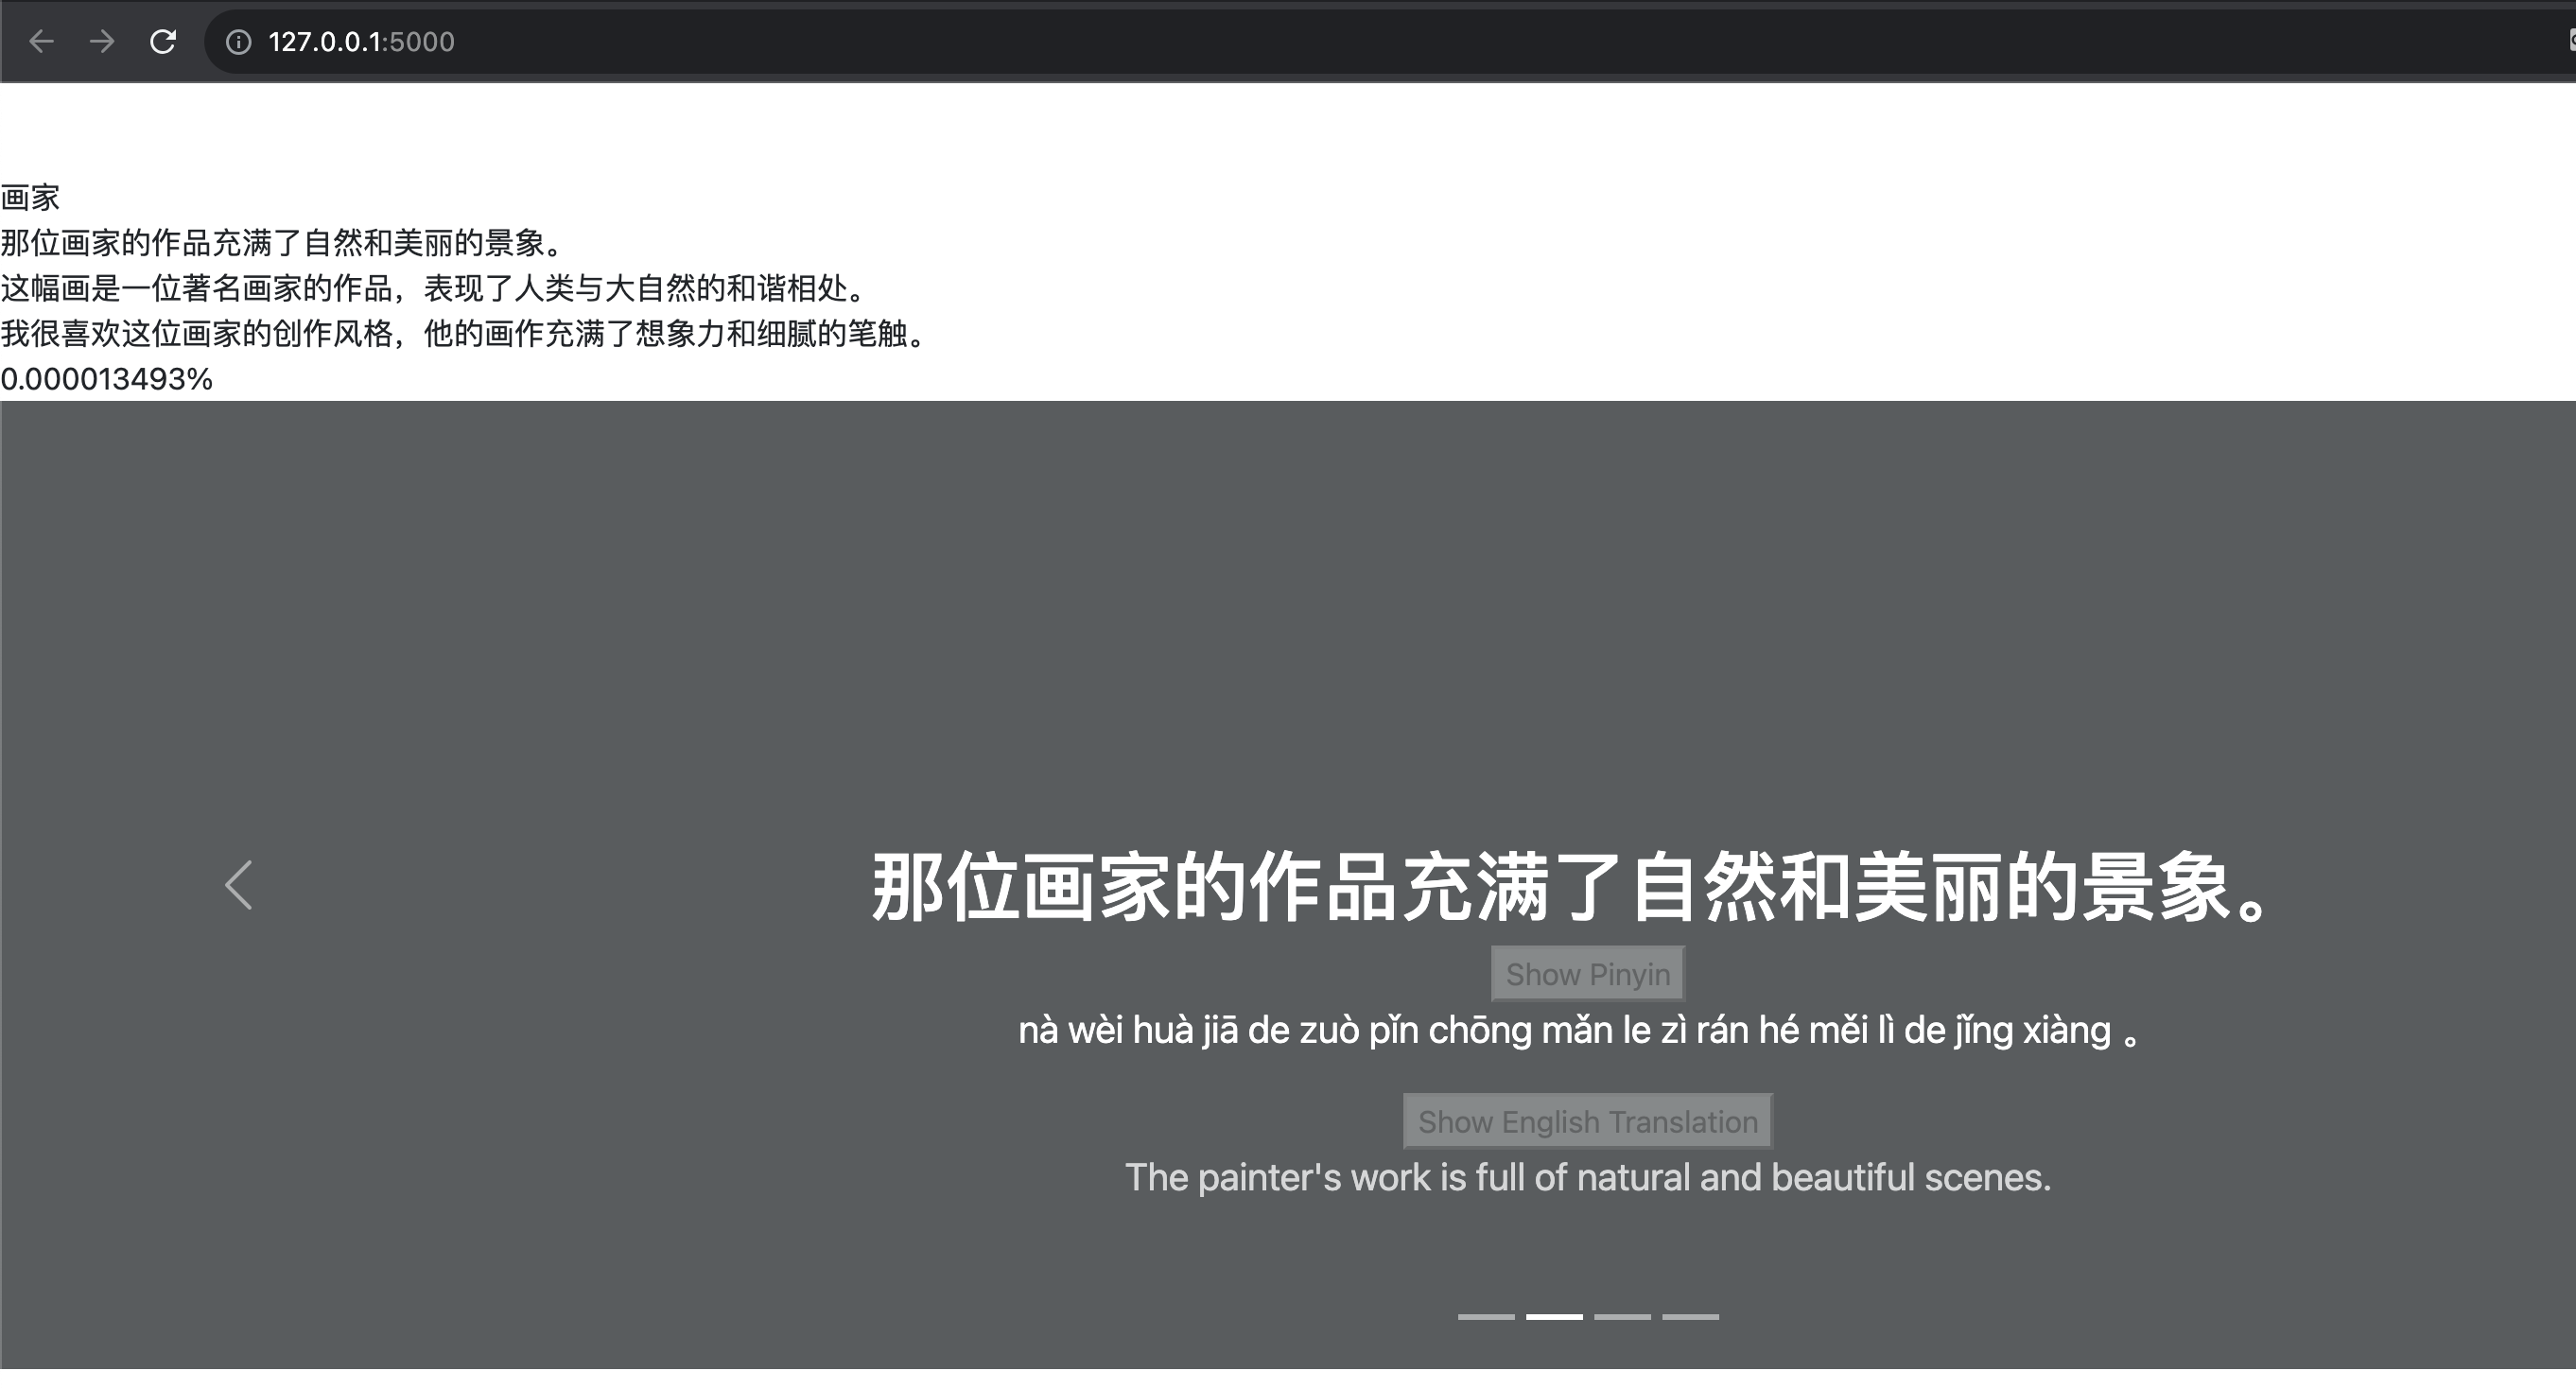 127.0.0.1:5000
画家
那位画家的作品充满了自然和美丽的景象。
这幅画是一位著名画家的作品，表现了人类与大自然的和谐相处。
我很喜欢这位画家的创作风格，他的画作充满了想象力和细腻的笔触。
0.000013493%
那位画家的作品充满了自然和美丽的景象。
Show Pinyin
nà wèi huà jiā de zuò pǐn chōng mǎn le zì rán hé měi lì de jǐng xiàng 。
Show English Translation
The painter's work is full of natural and beautiful scenes.